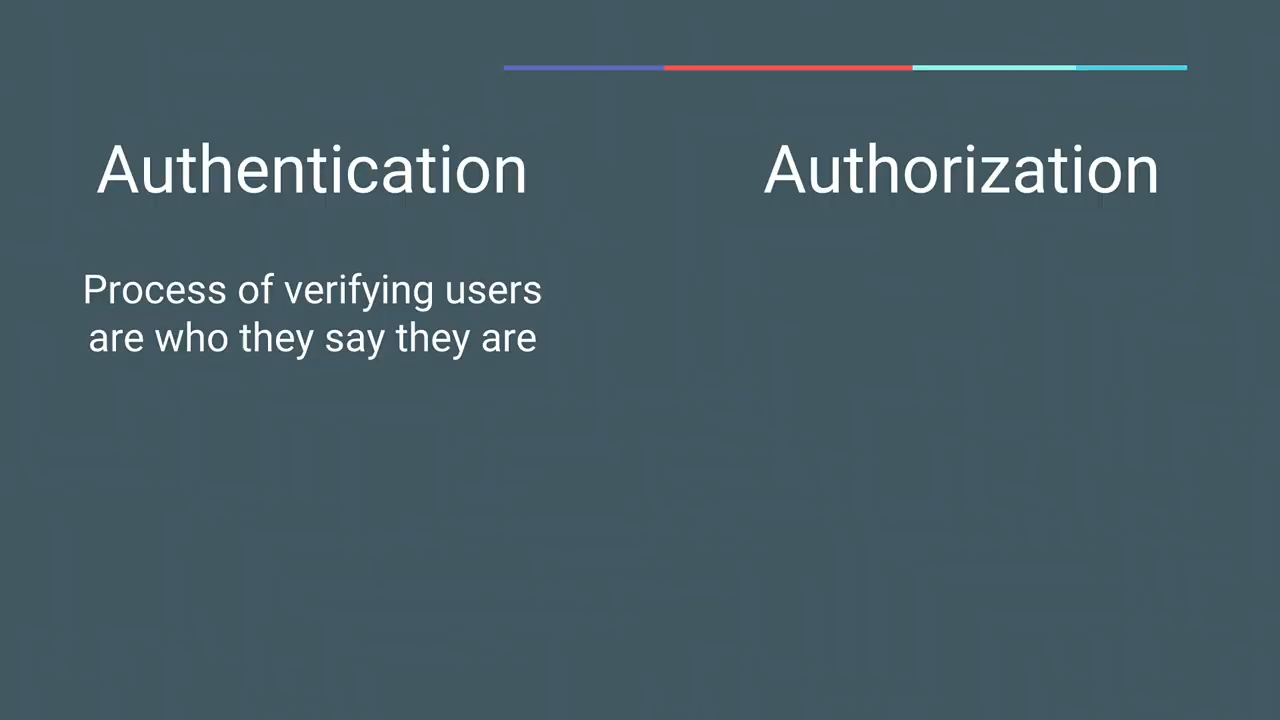 Authentication
Process of verifying users
are who they say they are
Authorization